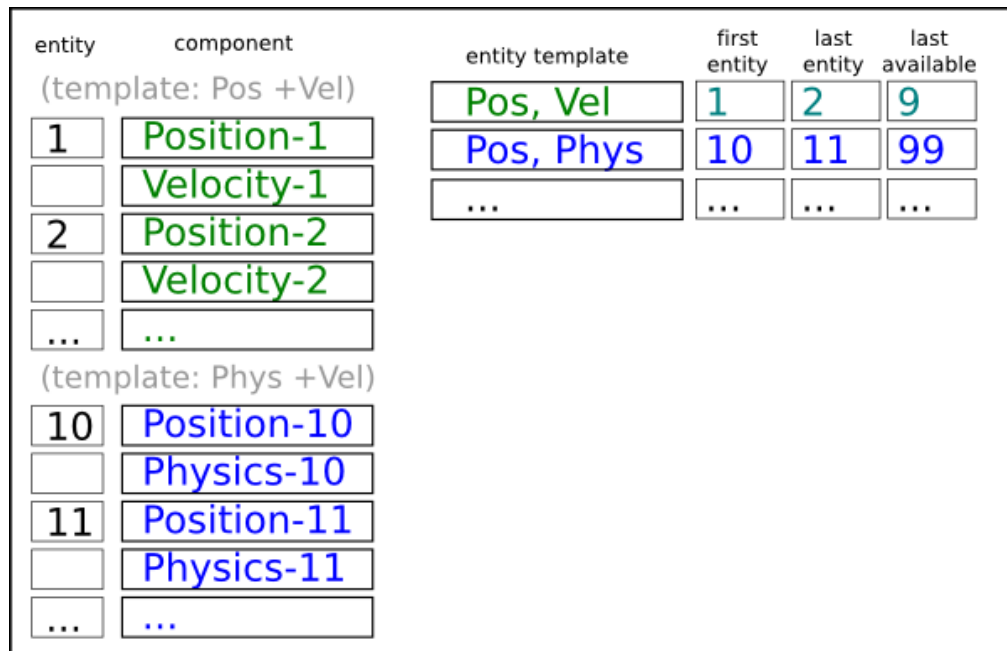 entity component
(template: Pos +Vel)
1 Position-1
Velocity-1
2 Position-2
Velocity-2
... ...
(template: Phys +Vel)
10 Position-10
Physics-10
11 Position-11
Physics-11
... ...
entity template first entity last entity last available
Pos, Vel 1 2 9
Pos, Phys 10 11 99
... ... ... ...